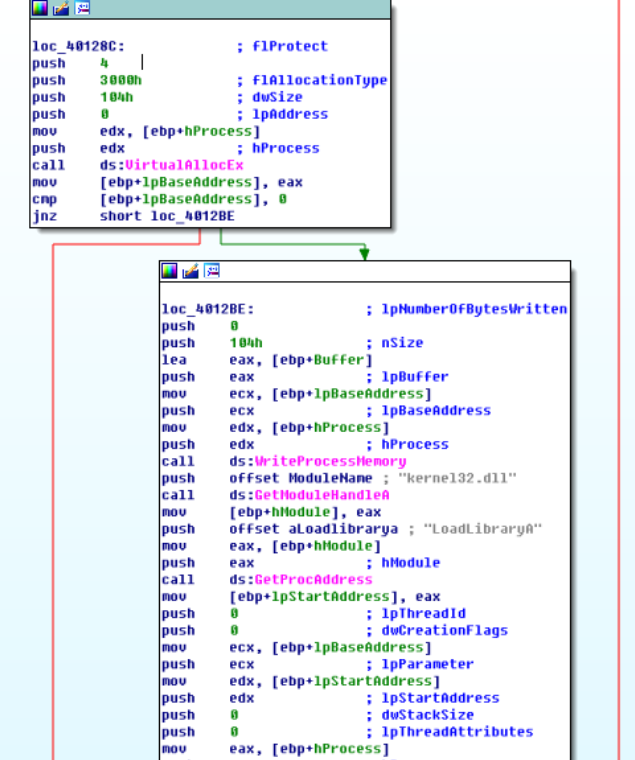 loc_40128C: ; flProtect
push 4
push 3000h ; flAllocationType
push 104h ; dwSize
push 0 ; lpAddress
mov edx, [ebp+hProcess]
push edx ; hProcess
call ds:VirtualAllocEx
mov [ebp+lpBaseAddress], eax
cmp [ebp+lpBaseAddress], 0
jnz short loc_4012BE
loc_4012BE: ; lpNumberOfBytesWritten
push 0
push 104h ; nSize
lea eax, [ebp+Buffer]
push eax ; lpBuffer
mov ecx, [ebp+lpBaseAddress]
push ecx ; lpBaseAddress
mov edx, [ebp+hProcess]
push edx ; hProcess
call ds:WriteProcessMemory
push offset ModuleName ; "kernel32.dll"
call ds:GetModuleHandleA
mov [ebp+hModule], eax
push offset aLoadlibrarya ; "LoadLibraryA"
mov eax, [ebp+hModule]
push eax ; hModule
call ds:GetProcAddress
mov [ebp+lpStartAddress], eax
push 0 ; lpThreadId
push 0 ; dwCreationFlags
mov ecx, [ebp+lpBaseAddress]
push ecx ; lpParameter
mov edx, [ebp+lpStartAddress]
push edx ; lpStartAddress
push 0 ; dwStackSize
push 0 ; lpThreadAttributes
mov eax, [ebp+hProcess]